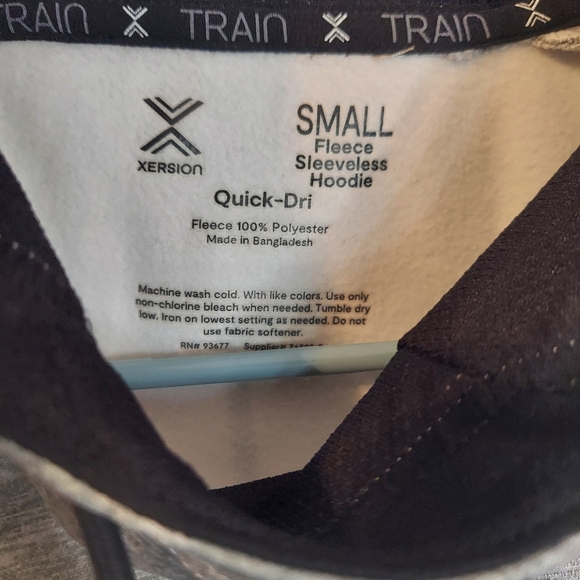 TRAIN TRAIN TRAIN
XERSION
SMALL
Fleece
Sleeveless
Hoodie
Quick-Dri
Fleece 100% Polyester
Made in Bangladesh
Machine wash cold. With like colors. Use only
non-chlorine bleach when needed. Tumble dry
low. Iron on lowest setting as needed. Do not
use fabric softener.
RN# 93677 Supplier#